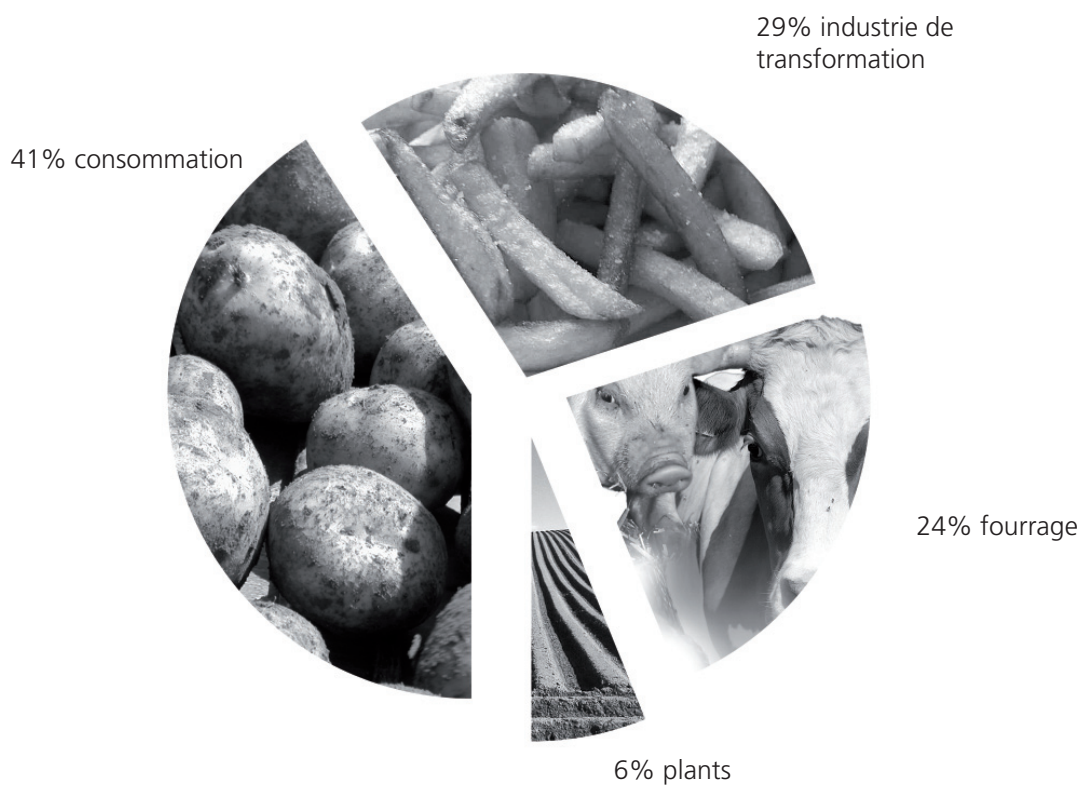 29% industrie de
transformation
41% consommation
24% fourrage
6% plants